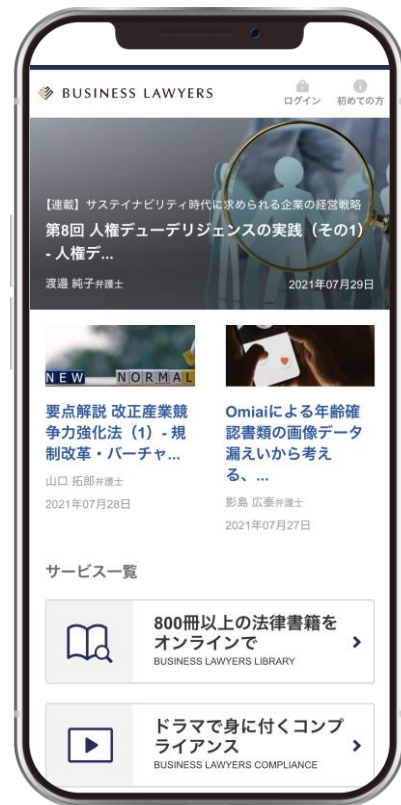 BUSINESS LAWYERS
ログイン
初めての方
【連載】サステイナビリティ時代に求められる企業の経営戦略
第8回 人権デューデリジェンスの実践(その1)
- 人権デ...
渡邉 純子弁護士
2021年07月29日
NEW NORMAL
要点解説 改正産業競
争力強化法(1)- 規
制改革・バーチャ...
山口 拓郎弁護士
2021年07月28日
Omiaiによる年齢確
認書類の画像データ
漏えいから考え
る、...
影島 広泰弁護士
2021年07月27日
サービス一覧
800冊以上の法律書籍を
オンラインで
BUSINESS LAWYERS LIBRARY
ドラマで身に付くコンプ
ライアンス
BUSINESS LAWYERS COMPLIANCE